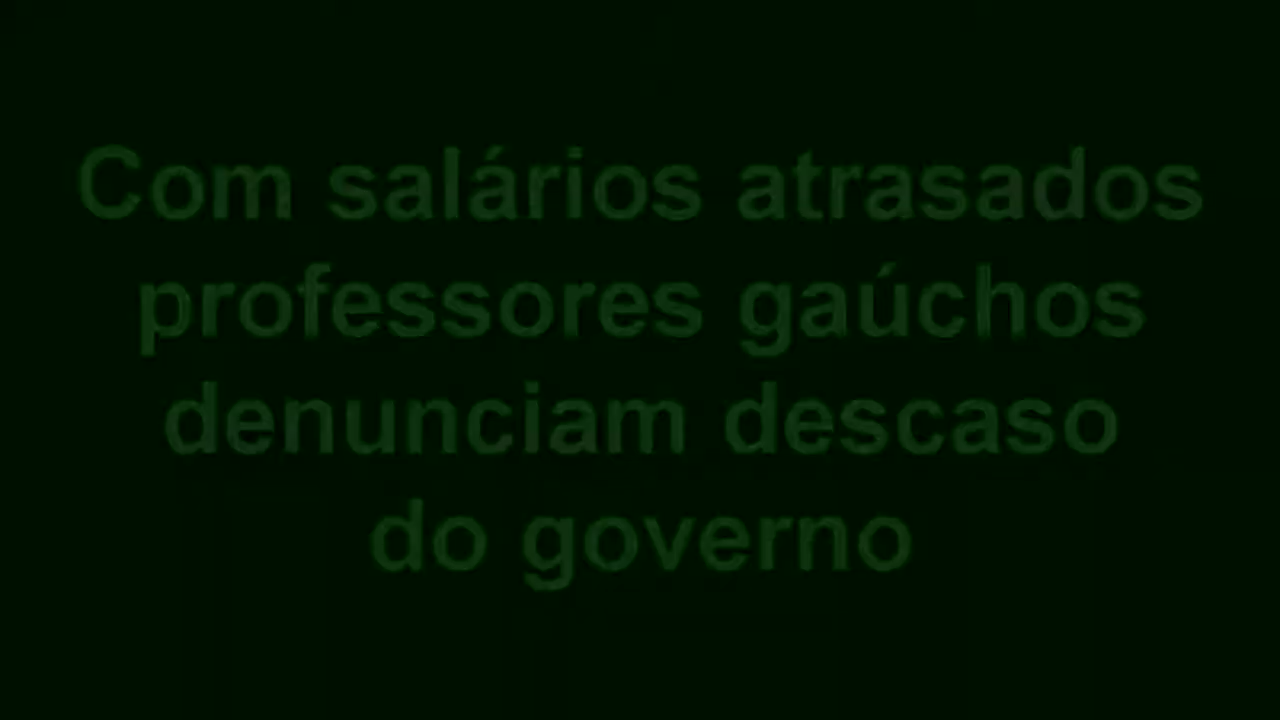 Com salários atrasados
professores gaúchos
denunciam descaso
do governo